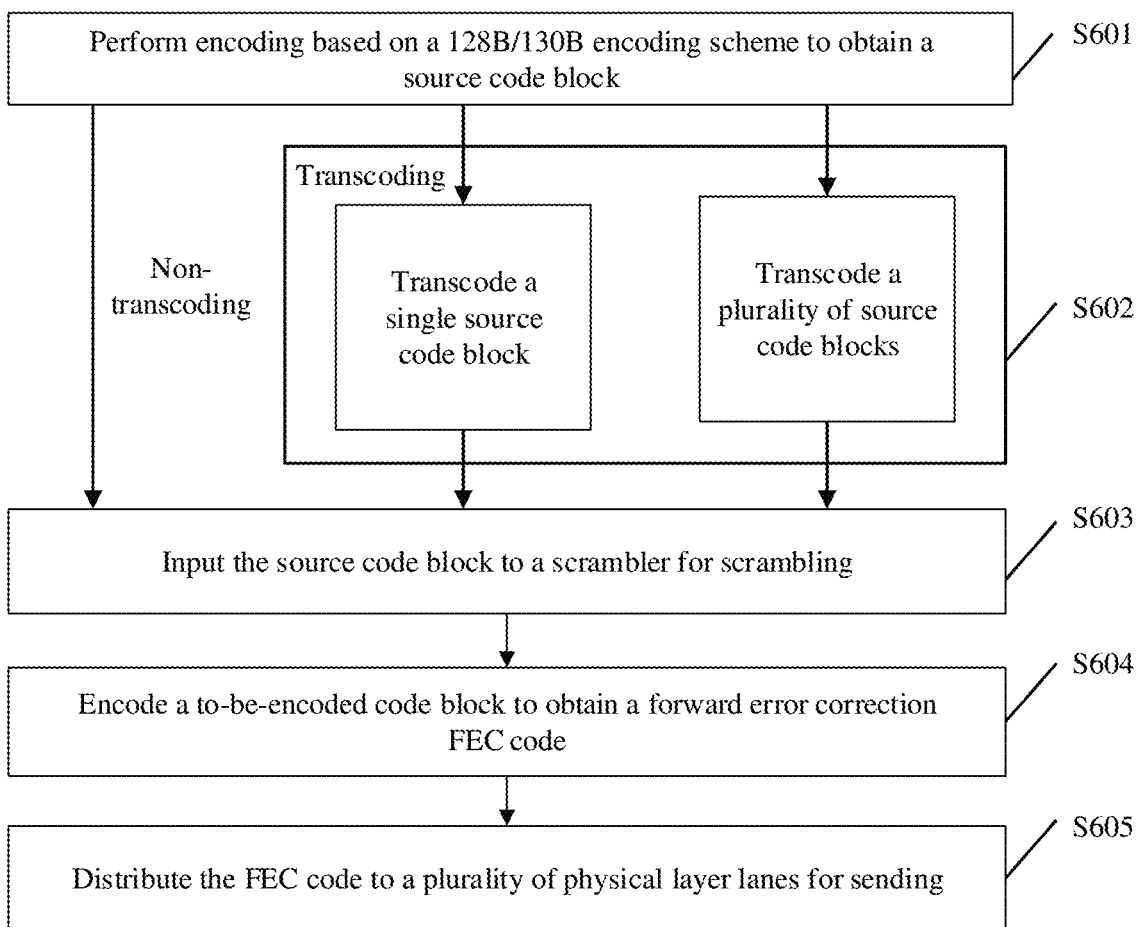 Perform encoding based on a 128B/130B encoding scheme to obtain a
source code block
S601
Transcoding
Non-
transcoding
Transcode a
single source
code block
Transcode a
plurality of source
code blocks
S602
Input the source code block to a scrambler for scrambling
S603
Encode a to-be-encoded code block to obtain a forward error correction
FEC code
S604
Distribute the FEC code to a plurality of physical layer lanes for sending
S605